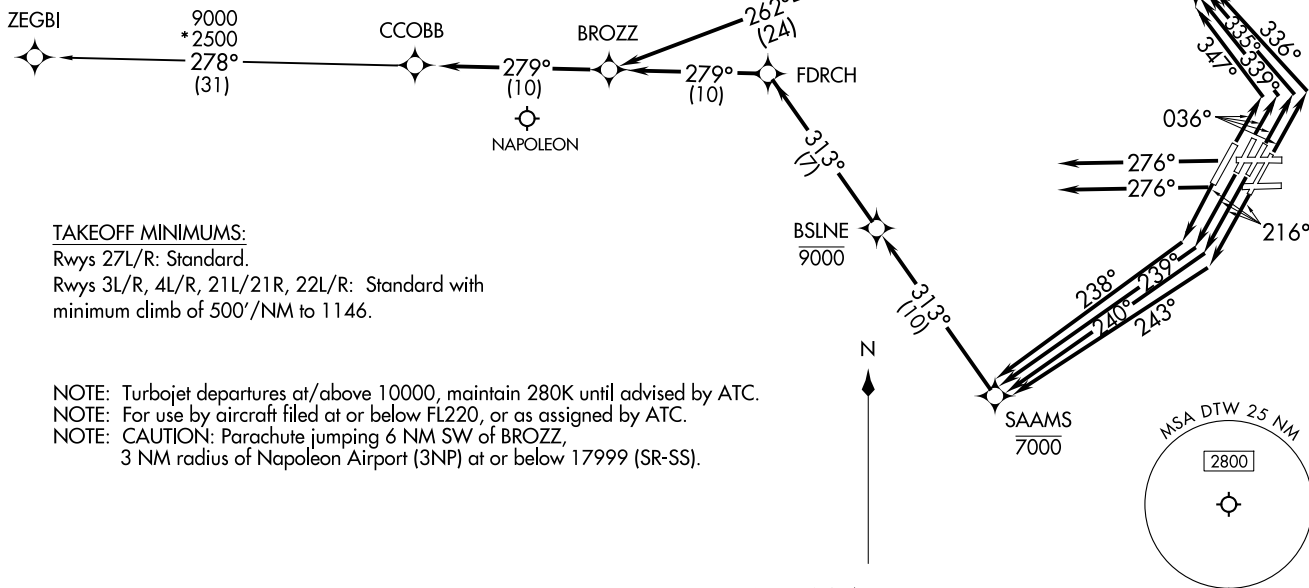 ZEGBI
9000
*2500
278°
(31)
CCOBB
279°
(10)
NAPOLEON
BROZZ
262°
(24)
279°
(10)
FDRCH
313°
(7)
BSLNE
9000
313°
(10)
SAAMS
7000
336°
335°
339°
347°
036°
276°
276°
216°
238°
239°
240°
243°
TAKEOFF MINIMUMS:
Rwys 27L/R: Standard.
Rwys 3L/R, 4L/R, 21L/21R, 22L/R: Standard with
minimum climb of 500'/NM to 1146.
NOTE: Turbojet departures at/above 10000, maintain 280K until advised by ATC.
NOTE: For use by aircraft filed at or below FL220, or as assigned by ATC.
NOTE: CAUTION: Parachute jumping 6 NM SW of BROZZ,
3 NM radius of Napoleon Airport (3NP) at or below 17999 (SR-SS).
N
MSA DTW 25 NM
2800